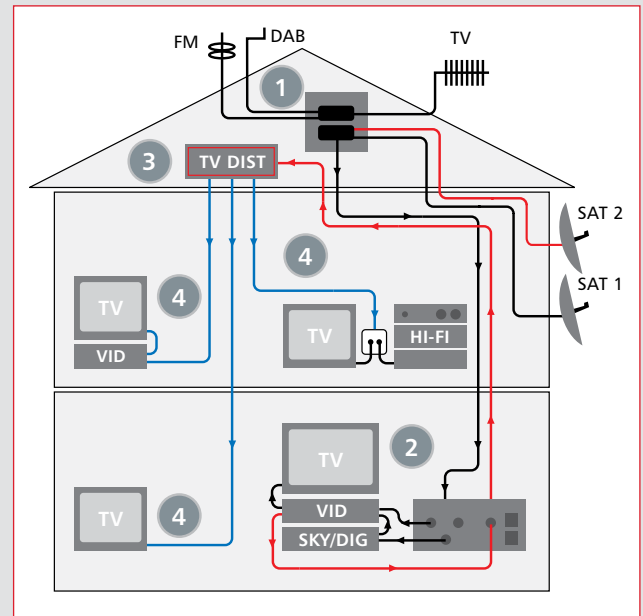 FM
DAB
TV
1
3
TV DIST
SAT 2
4
4
SAT 1
TV
TV
HI-FI
VID
2
TV
4
TV
VID
SKY/DIG